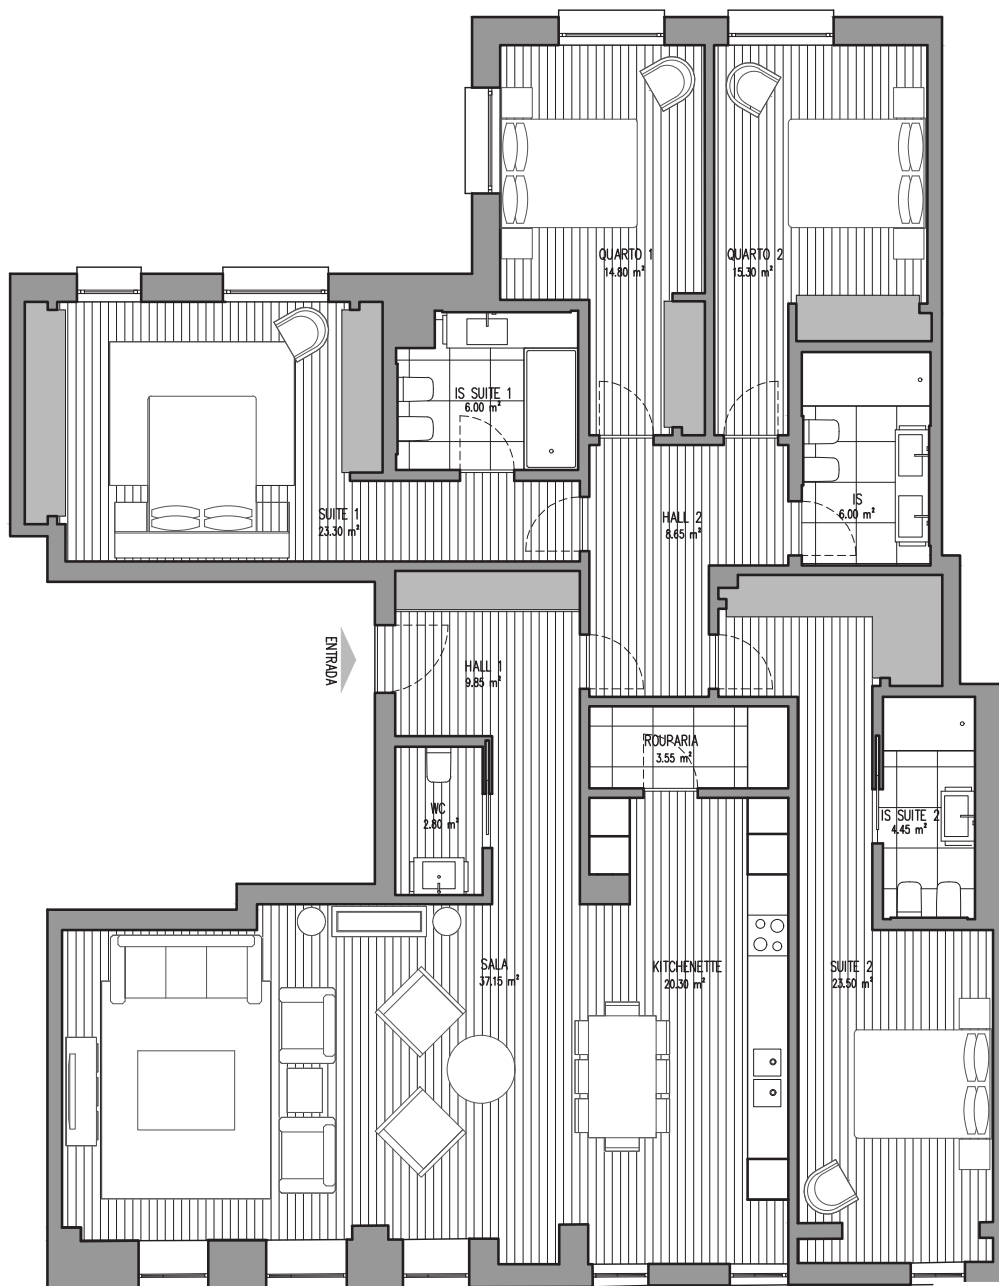 QUARTO 1
14.80 m²
QUARTO 2
15.30 m²
IS SUITE 1
6.00 m²
SUITE 1
23.30 m²
HALL 2
8.65 m²
IS
6.00 m²
ENTRADA
HALL 1
9.85 m²
ROUPARIA
3.55 m²
WC
2.80 m²
IS SUITE 2
4.45 m²
SALA
37.15 m²
KITCHENETTE
20.30 m²
SUITE 2
23.50 m²